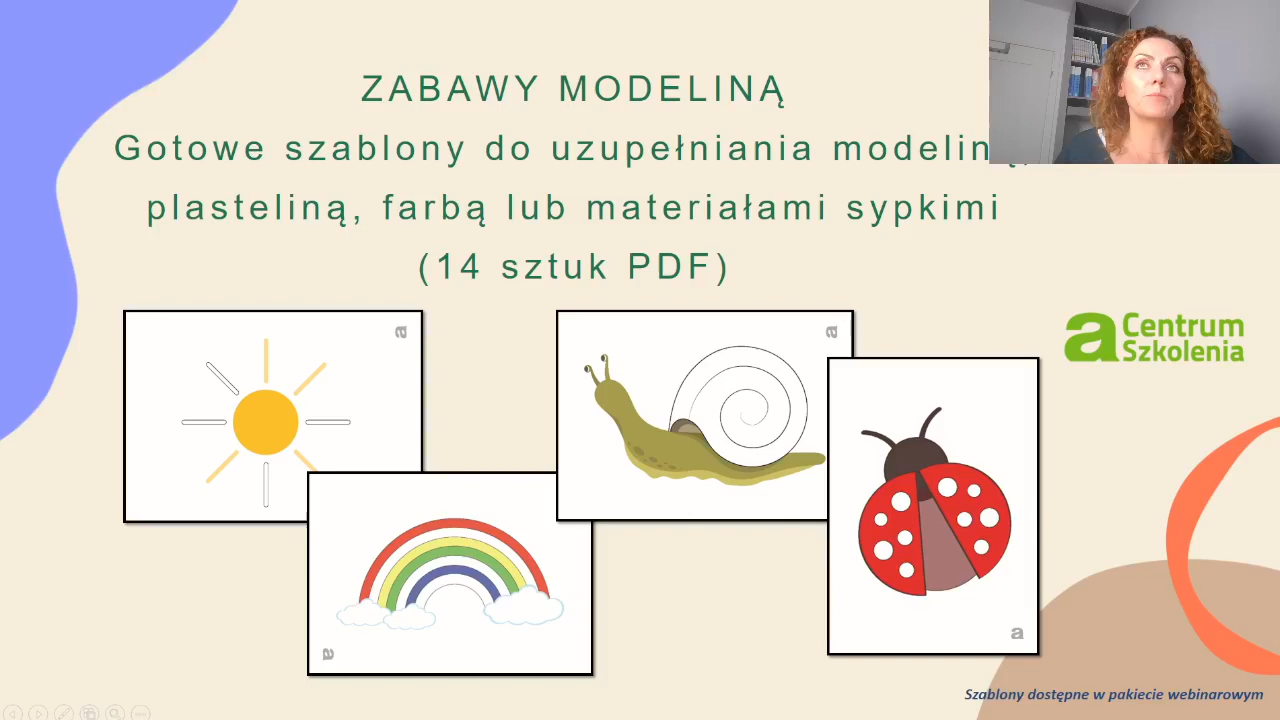 ZABAWY MODELINĄ
Gotowe szablony do uzupełniania
plasteliną, farbą lub materiałami sypkimi
(14 sztuk PDF)
a
a
a Centrum
Szkolenia
a
a
Szablony dostępne w pakiecie webinarowym